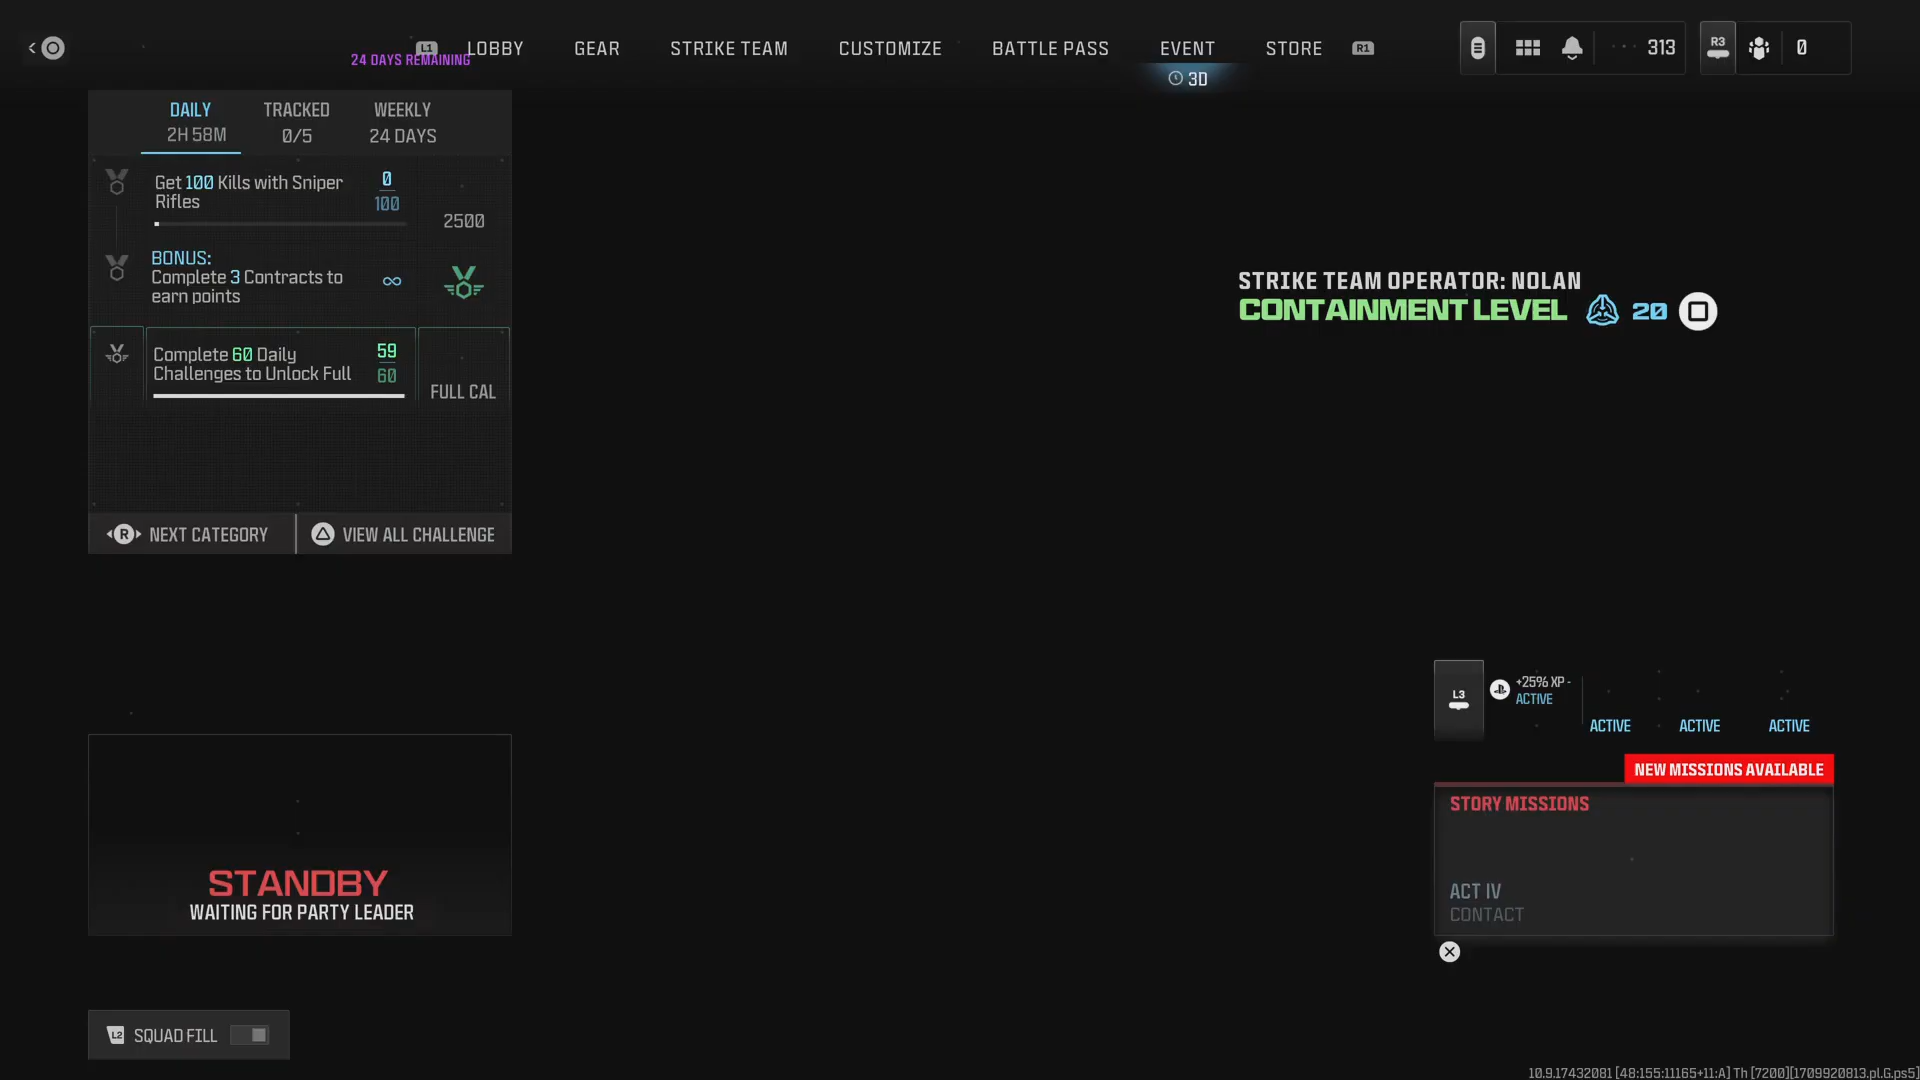 L1
LOBBY
GEAR
STRIKE TEAM
CUSTOMIZE
BATTLE PASS
EVENT
STORE
R1
3D
313
R3
0
24 DAYS REMAINING
DAILY
2H 58M
TRACKED
0/5
WEEKLY
24 DAYS
Get 100 Kills with Sniper
Rifles
0
100
2500
BONUS:
Complete 3 Contracts to
earn points
∞
Complete 60 Daily
Challenges to Unlock Full
59
60
FULL CAL
R NEXT CATEGORY
VIEW ALL CHALLENGE
STRIKE TEAM OPERATOR: NOLAN
CONTAINMENT LEVEL 20
L3
+25% XP -
ACTIVE
ACTIVE
ACTIVE
ACTIVE
NEW MISSIONS AVAILABLE
STORY MISSIONS
ACT IV
CONTACT
STANDBY
WAITING FOR PARTY LEADER
L2 SQUAD FILL
10.9.17432081 [48:155:11165+11:A] Th [7200][1709920813.pl.G.ps5]